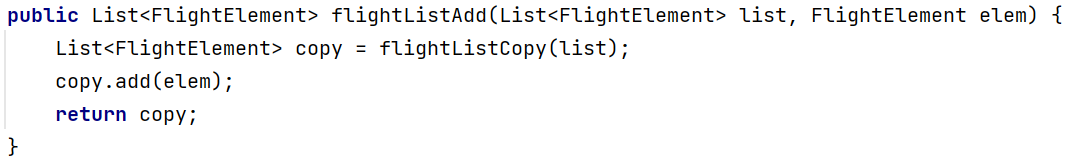 public List<FlightElement> flightListAdd(List<FlightElement> list, FlightElement elem) {
    List<FlightElement> copy = flightListCopy(list);
    copy.add(elem);
    return copy;
}